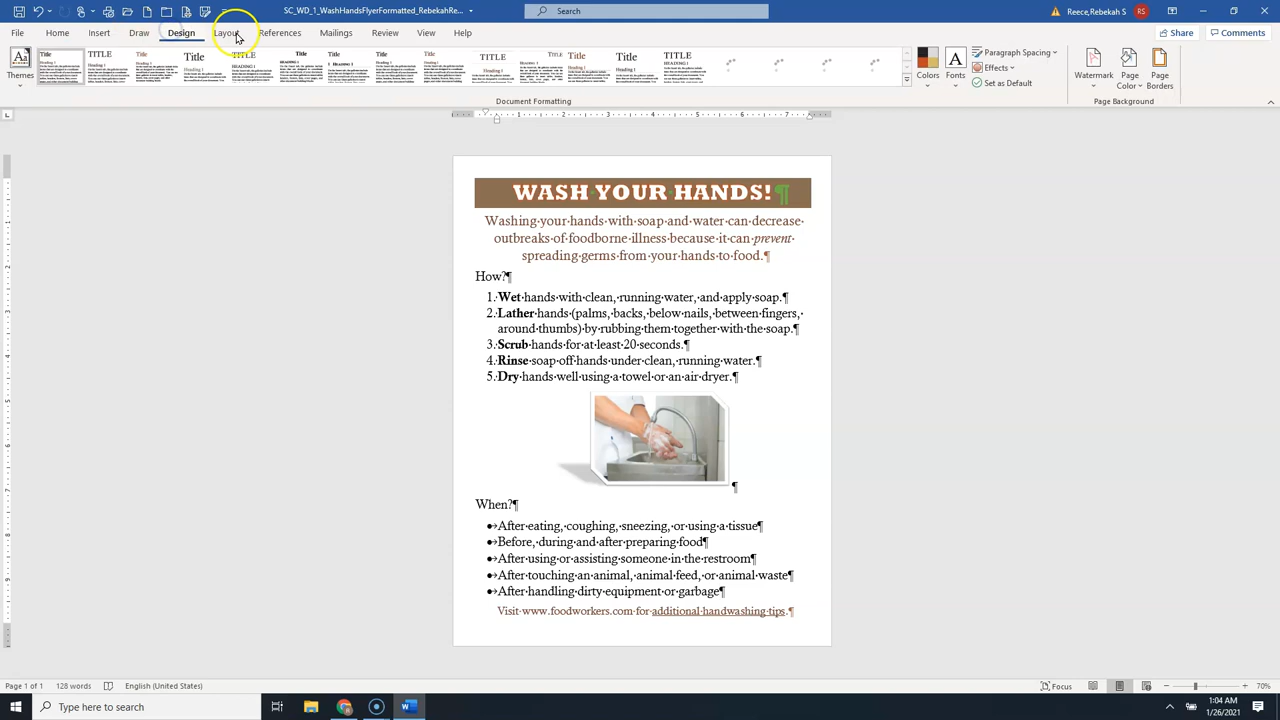 SC_WD_1_WashHandsFlyerFormatted_RebekahRe...
Search
Reece,Rebekah S
RS
File Home Insert Draw Design Layout References Mailings Review View Help
Share
Comments
Colors
Fonts
Paragraph Spacing
Effects
Set as Default
Watermark
Page Color
Page Borders
Document Formatting
Page Background
WASH·YOUR·HANDS!¶
Washing·your·hands·with·soap·and·water·can·decrease·
outbreaks·of·foodborne·illness·because·it·can·prevent·
spreading·germs·from·your·hands·to·food.¶
How?¶
1.·Wet·hands·with·clean,·running·water,·and·apply·soap.¶
2.·Lather·hands·(palms,·backs,·below·nails,·between·fingers,·
around·thumbs)·by·rubbing·them·together·with·the·soap.¶
3.·Scrub·hands·for·at·least·20·seconds.¶
4.·Rinse·soap·off·hands·under·clean,·running·water.¶
5.·Dry·hands·well·using·a·towel·or·an·air·dryer.¶
¶
When?¶
•→After·eating,·coughing,·sneezing,·or·using·a·tissue¶
•→Before,·during·and·after·preparing·food¶
•→After·using·or·assisting·someone·in·the·restroom¶
•→After·touching·an·animal,·animal·feed,·or·animal·waste¶
•→After·handling·dirty·equipment·or·garbage¶
Visit·www.foodworkers.com·for·additional·handwashing·tips.¶
Page 1 of 1 128 words English (United States)
Focus
70%
Type here to search
1:04 AM
1/26/2021